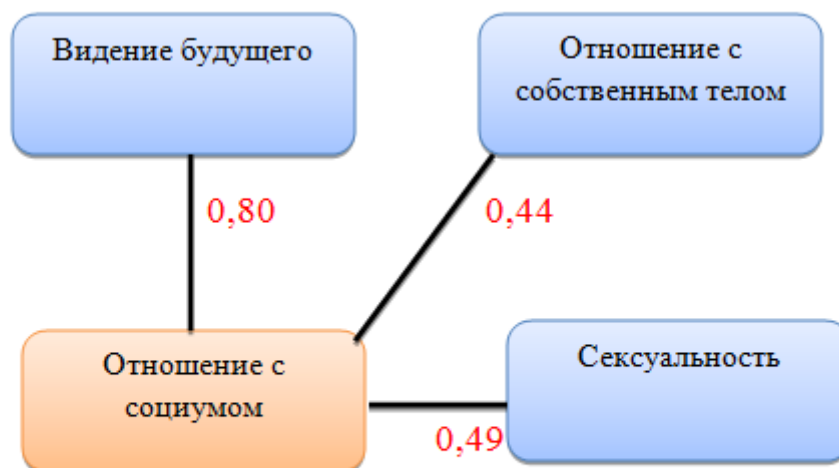 Видение будущего
Отношение с
собственным телом
0,80
0,44
Отношение с
социумом
Сексуальность
0,49